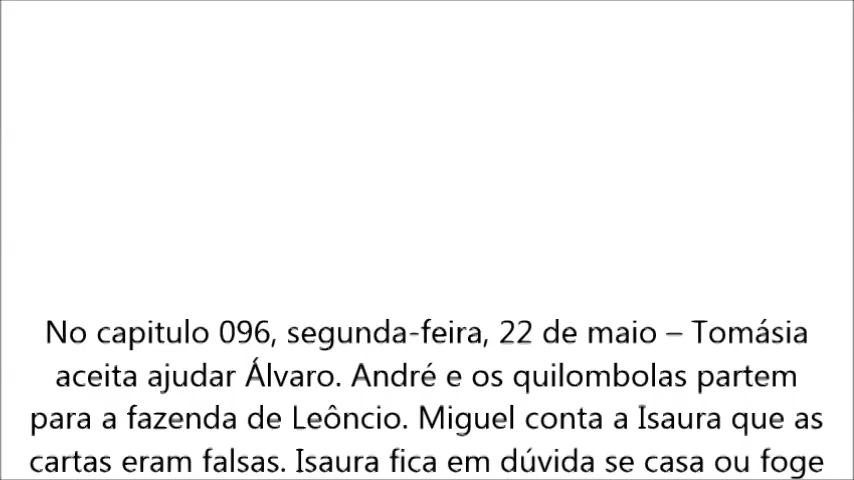 No capitulo 096, segunda-feira, 22 de maio – Tomásia
aceita ajudar Álvaro. André e os quilombolas partem
para a fazenda de Leôncio. Miguel conta a Isaura que as
cartas eram falsas. Isaura fica em dúvida se casa ou foge